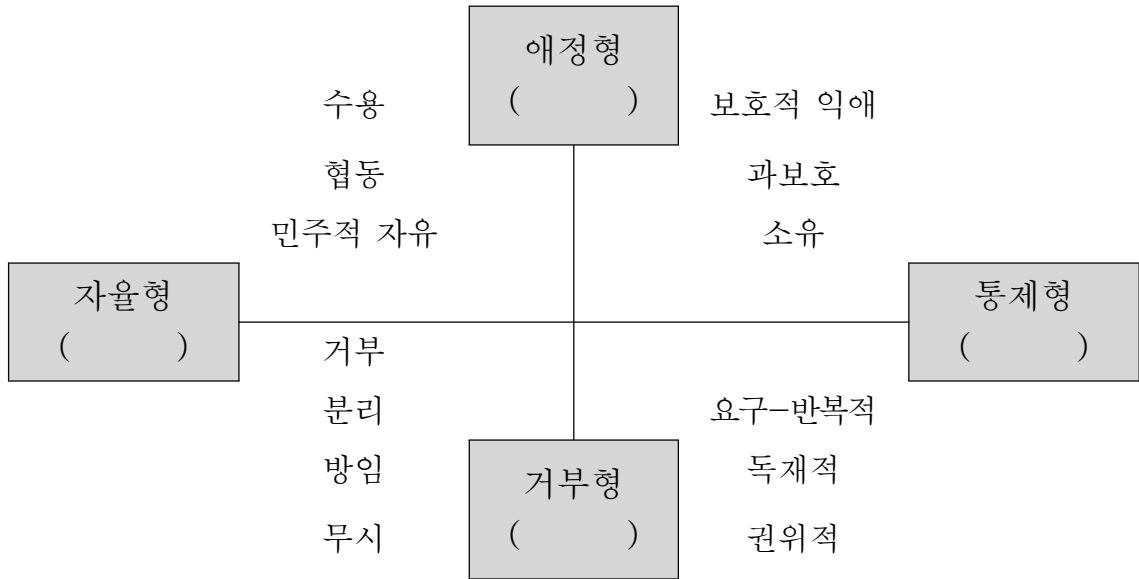 애정형
(          )
수용
보호적 익애
협동
과보호
민주적 자유
소유
자율형
(          )
통제형
(          )
거부
분리
요구-반복적
방임
독재적
거부형
(          )
무시
권위적